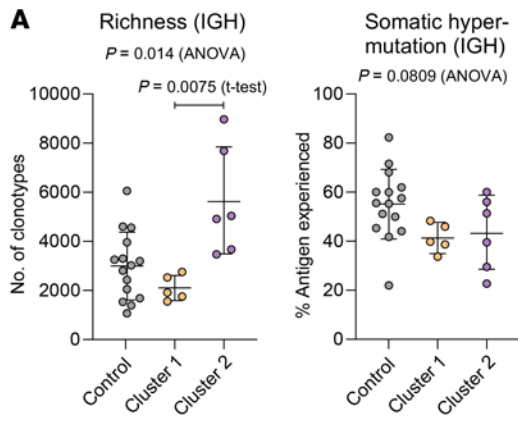 A
Richness (IGH)
P = 0.014 (ANOVA)
P = 0.0075 (t-test)
No. of clonotypes
10000
8000
6000
4000
2000
0
Control
Cluster 1
Cluster 2
Somatic hyper-
mutation (IGH)
P = 0.0809 (ANOVA)
% Antigen experienced
100
80
60
40
20
0
Control
Cluster 1
Cluster 2